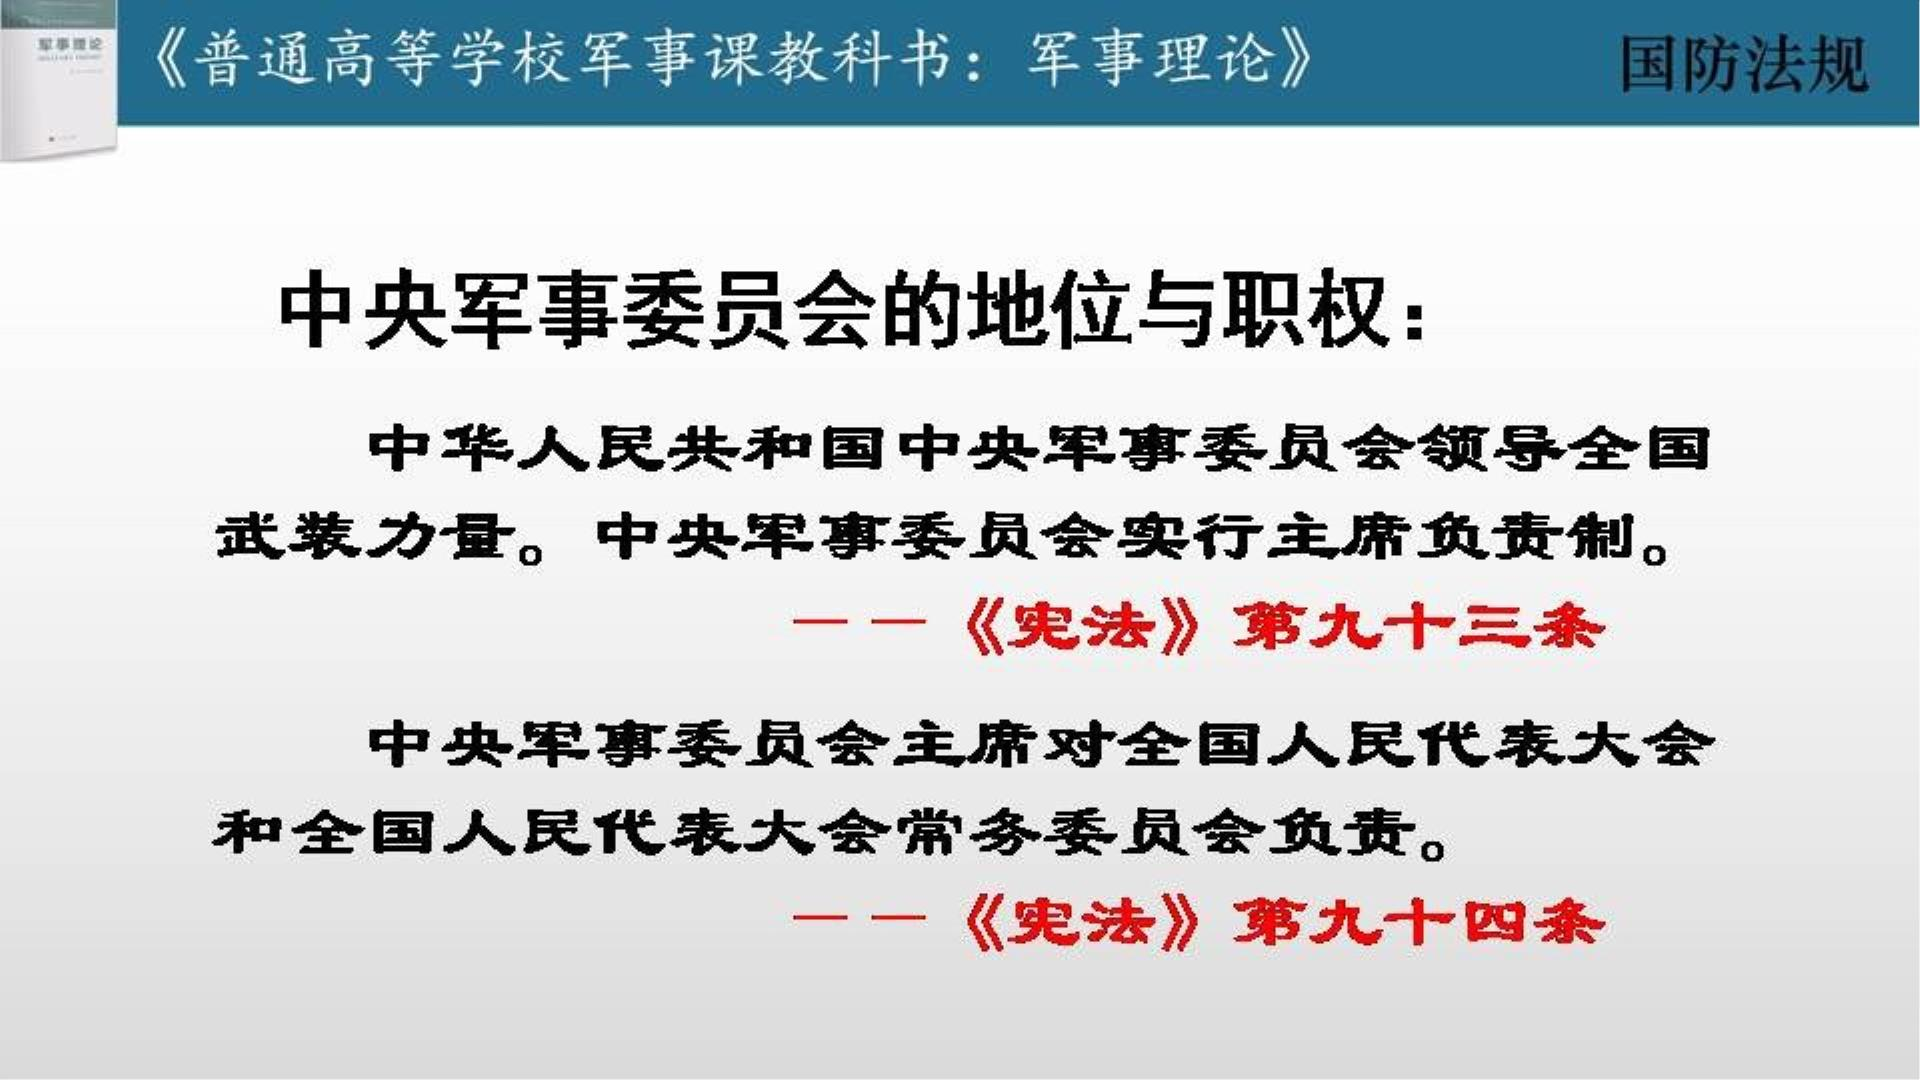 军事理论
《普通高等学校军事课教科书：军事理论》
国防法规
中央军事委员会的地位与职权：
中华人民共和国中央军事委员会领导全国
武装力量。中央军事委员会实行主席负责制。
——《宪法》第九十三条
中央军事委员会主席对全国人民代表大会
和全国人民代表大会常务委员会负责。
——《宪法》第九十四条